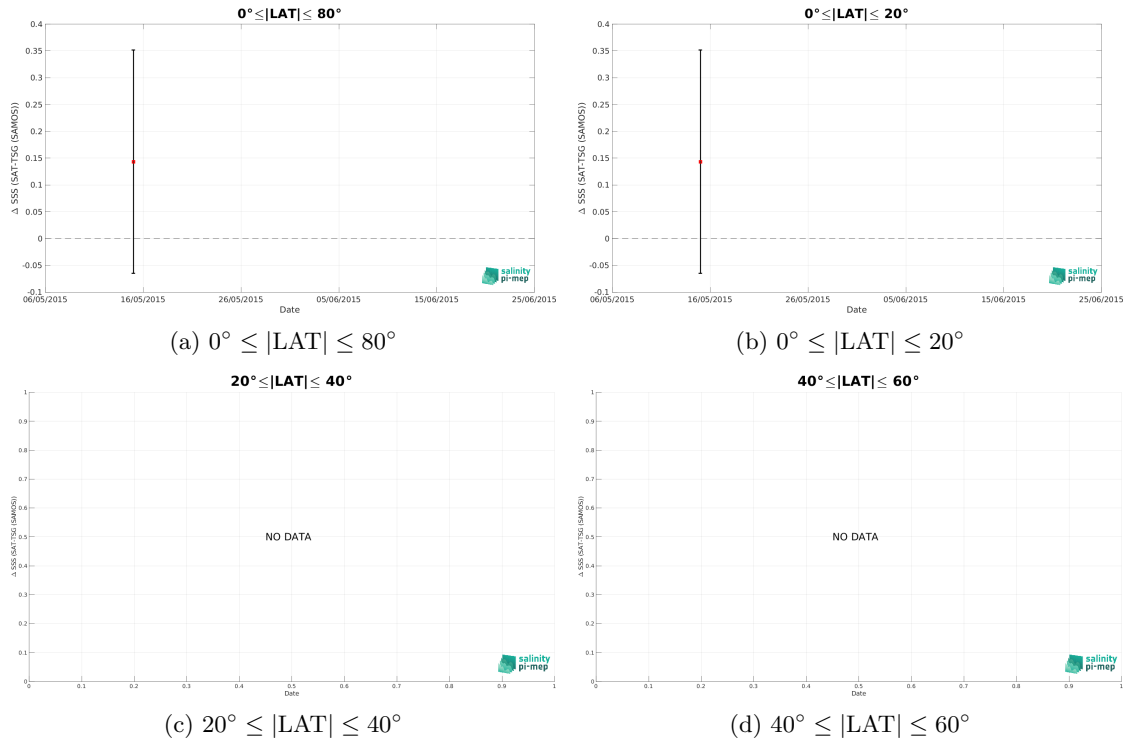 0°≤|LAT|≤ 80°
Δ SSS (SAT-TSG (SAMOS))
0.4
0.35
0.3
0.25
0.2
0.15
0.1
0.05
0
-0.05
-0.1
06/05/2015 16/05/2015 26/05/2015 05/06/2015 15/06/2015 25/06/2015
Date
salinity
pi-mep
(a) 0° ≤ |LAT| ≤ 80°
0°≤|LAT|≤ 20°
Δ SSS (SAT-TSG (SAMOS))
0.4
0.35
0.3
0.25
0.2
0.15
0.1
0.05
0
-0.05
-0.1
06/05/2015 16/05/2015 26/05/2015 05/06/2015 15/06/2015 25/06/2015
Date
salinity
pi-mep
(b) 0° ≤ |LAT| ≤ 20°
20°≤|LAT|≤ 40°
Δ SSS (SAT-TSG (SAMOS))
1
0.9
0.8
0.7
0.6
0.5
0.4
0.3
0.2
0.1
0
NO DATA
0 0.1 0.2 0.3 0.4 0.5 0.6 0.7 0.8 0.9 1
Date
salinity
pi-mep
(c) 20° ≤ |LAT| ≤ 40°
40°≤|LAT|≤ 60°
Δ SSS (SAT-TSG (SAMOS))
1
0.9
0.8
0.7
0.6
0.5
0.4
0.3
0.2
0.1
0
NO DATA
0 0.1 0.2 0.3 0.4 0.5 0.6 0.7 0.8 0.9 1
Date
salinity
pi-mep
(d) 40° ≤ |LAT| ≤ 60°